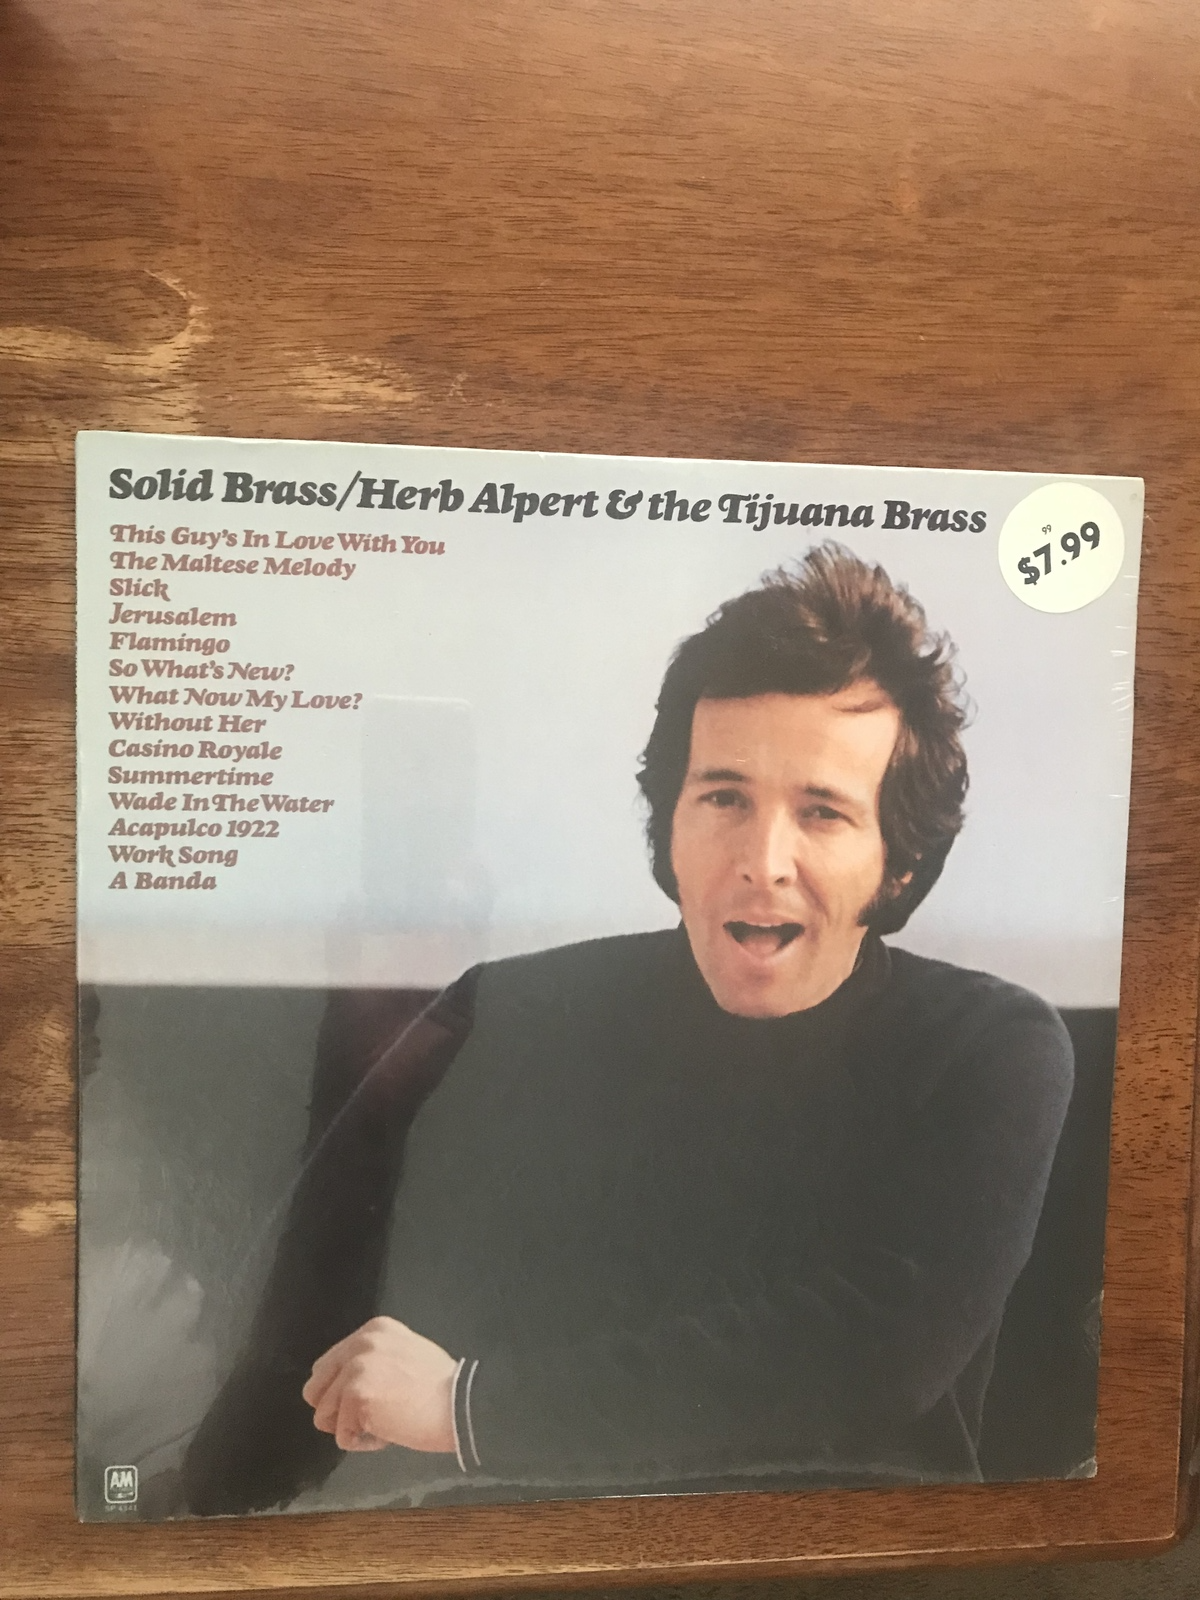 Solid Brass/Herb Alpert & the Tijuana Brass
99
$7.99
This Guy's In Love With You
The Maltese Melody
Slick
Jerusalem
Flamingo
So What's New?
What Now My Love?
Without Her
Casino Royale
Summertime
Wade In The Water
Acapulco 1922
Work Song
A Banda
AM